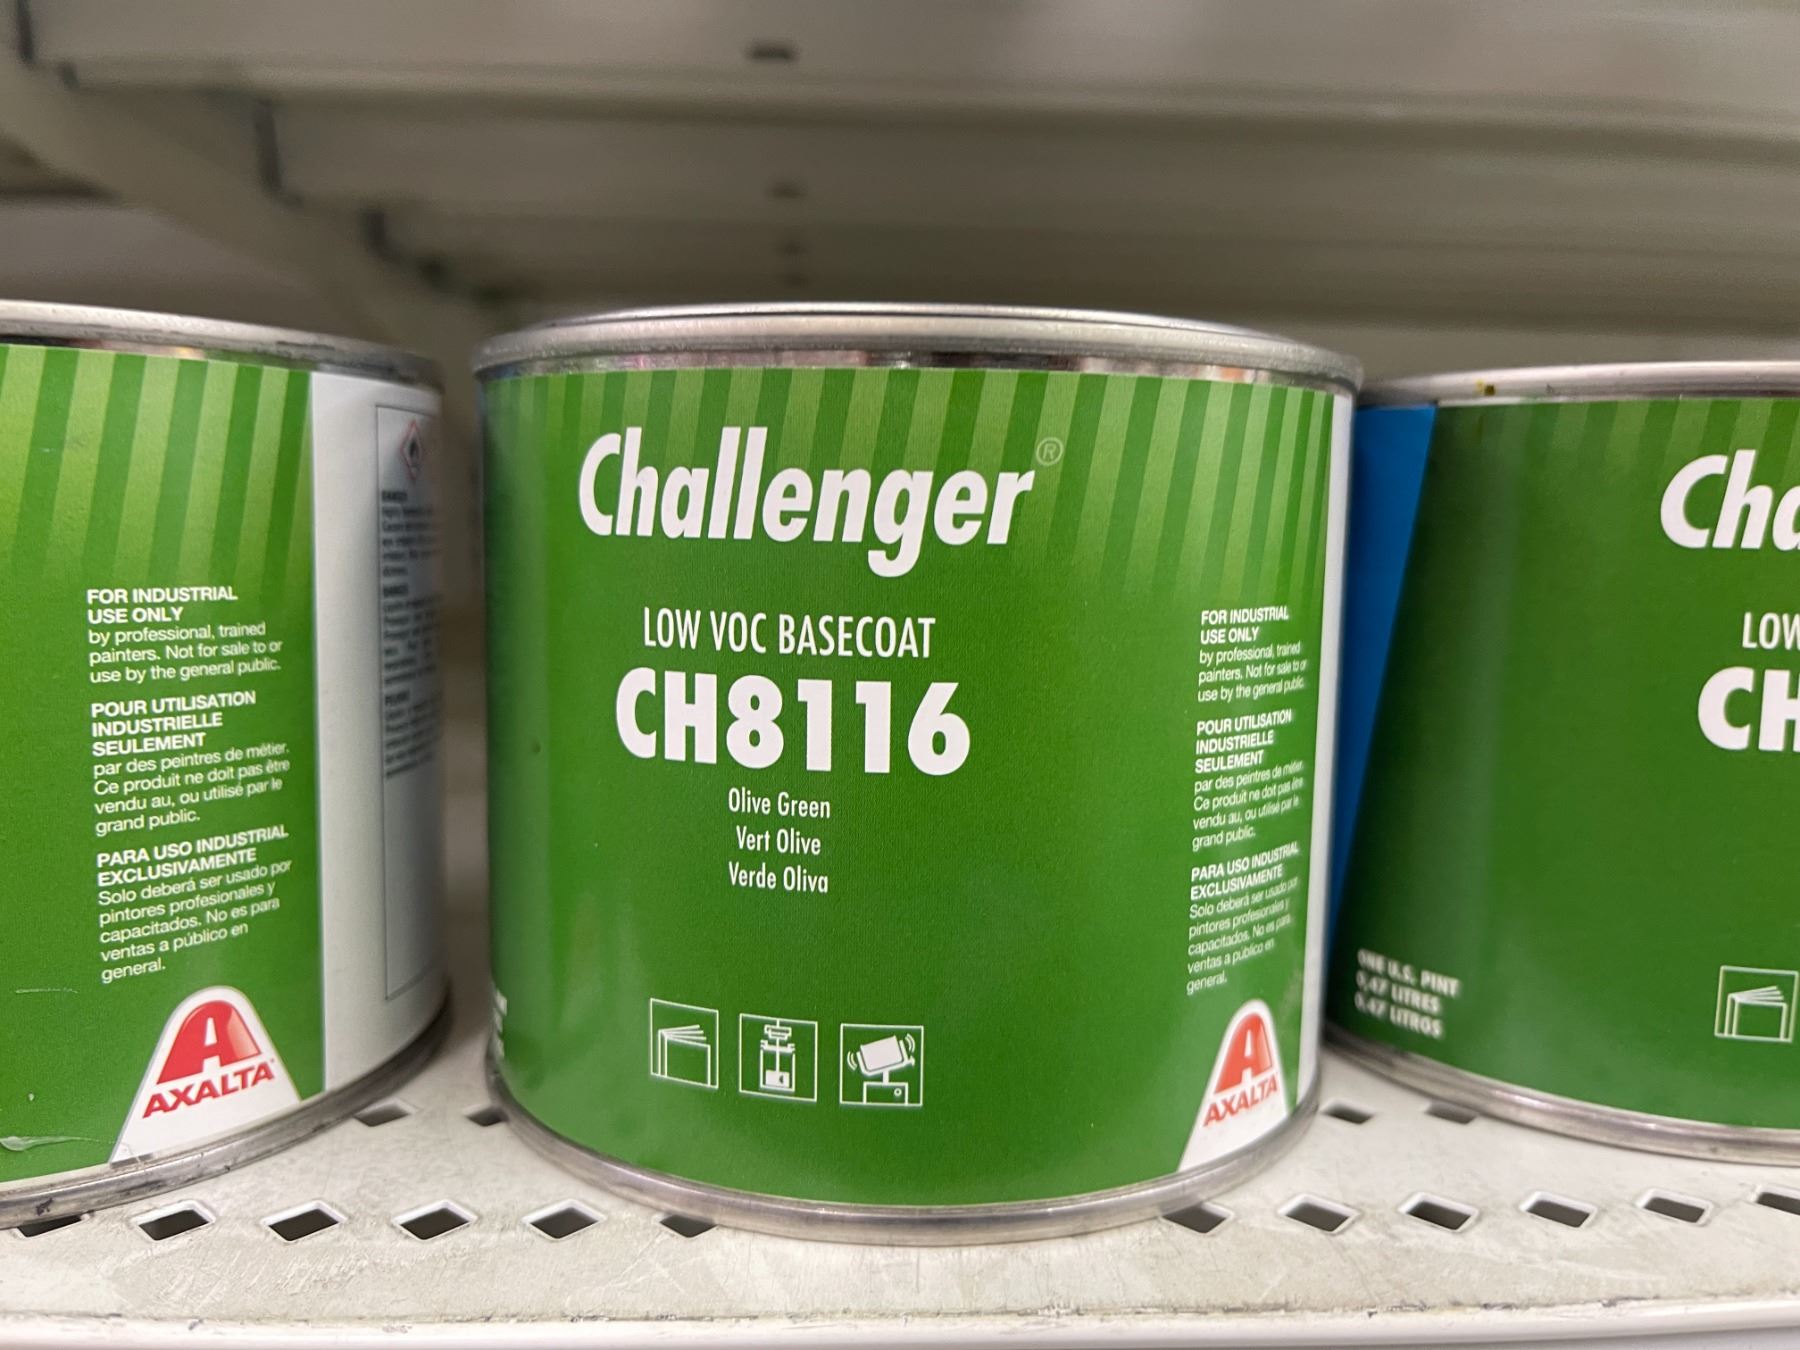 FOR INDUSTRIAL
USE ONLY
by professional, trained
painters. Not for sale to or
use by the general public.
POUR UTILISATION
INDUSTRIELLE
SEULEMENT
par des peintres de métier.
Ce produit ne doit pas être
vendu au, ou utilisé par le
grand public.
PARA USO INDUSTRIAL
EXCLUSIVAMENTE
Solo deberá ser usado por
pintores profesionales y
capacitados. No es para
ventas a público en
general.
A
AXALTA
Challenger®
LOW VOC BASECOAT
CH8116
Olive Green
Vert Olive
Verde Oliva
FOR INDUSTRIAL
USE ONLY
by professional, trained
painters. Not for sale to or
use by the general public.
POUR UTILISATION
INDUSTRIELLE
SEULEMENT
par des peintres de métier.
Ce produit ne doit pas être
vendu au, ou utilisé par le
grand public.
PARA USO INDUSTRIAL
EXCLUSIVAMENTE
Solo deberá ser usado por
pintores profesionales y
capacitados. No es para
ventas a público en
general.
A
AXALTA
Cha
LOW
CH
ONE U.S. PINT
0,47 LITRES
0,47 LITROS